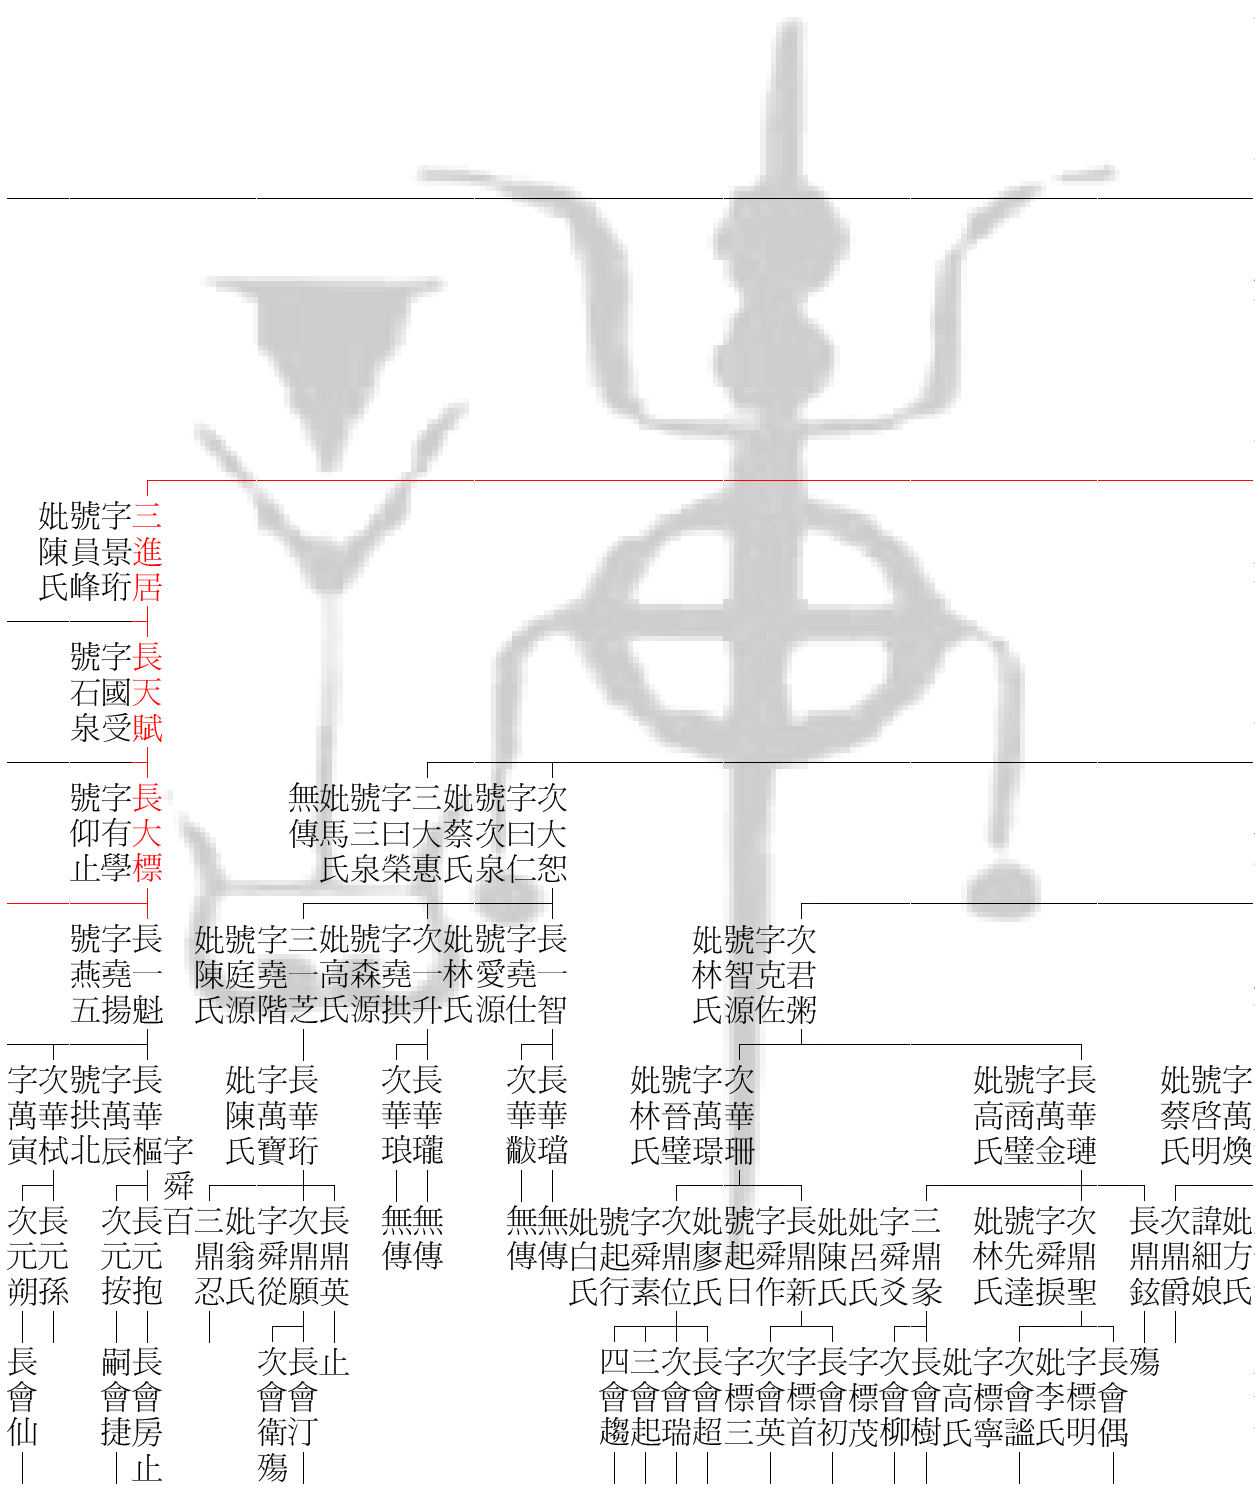 三進居
字景珩
號員峰
妣陳氏
長天賦
字國受
號石泉
次大恕
字曰仁
號次泉
妣蔡氏
三大惠
字曰榮
號三泉
妣馬氏
無傳
長大標
字有學
號仰止
次君粥
字克佐
號智源
妣林氏
長一智
字堯仕
號愛源
妣林氏
次一升
字堯拱
號森源
妣高氏
三一芝
字堯階
號庭源
妣陳氏
長一魁
字堯揚
號燕五
字萬煥
號啓明
妣蔡氏
長華璉
字萬金
號商璧
妣高氏
次華珊
字萬璟
號晉璧
妣林氏
長華璫
次華黻
長華瓏
次華琅
長華珩
字萬寶
妣陳氏
長華樞
字萬辰
號拱北
次華栻
字萬寅
妣方氏
諱細娘
次鼎爵
長鼎鉉
次鼎聖
字舜捩
號先達
妣林氏
三鼎彖
字舜爻
妣呂氏
妣陳氏
長鼎新
字舜作
號起日
妣廖氏
次鼎位
字舜素
號起行
妣白氏
無傳
無傳
無傳
無傳
長鼎英
次鼎願
字舜從
妣翁氏
三鼎忍
字舜百
長元抱
次元按
長元孫
次元朔
殤
長會偶
字標明
妣李氏
次會謐
字標寧
妣高氏
長會樹
次會柳
字標茂
長會初
字標首
次會英
字標三
長會超
次會瑞
三會起
四會趨
止
長會汀
次會衛殤
長會房止
嗣會捷
長會仙